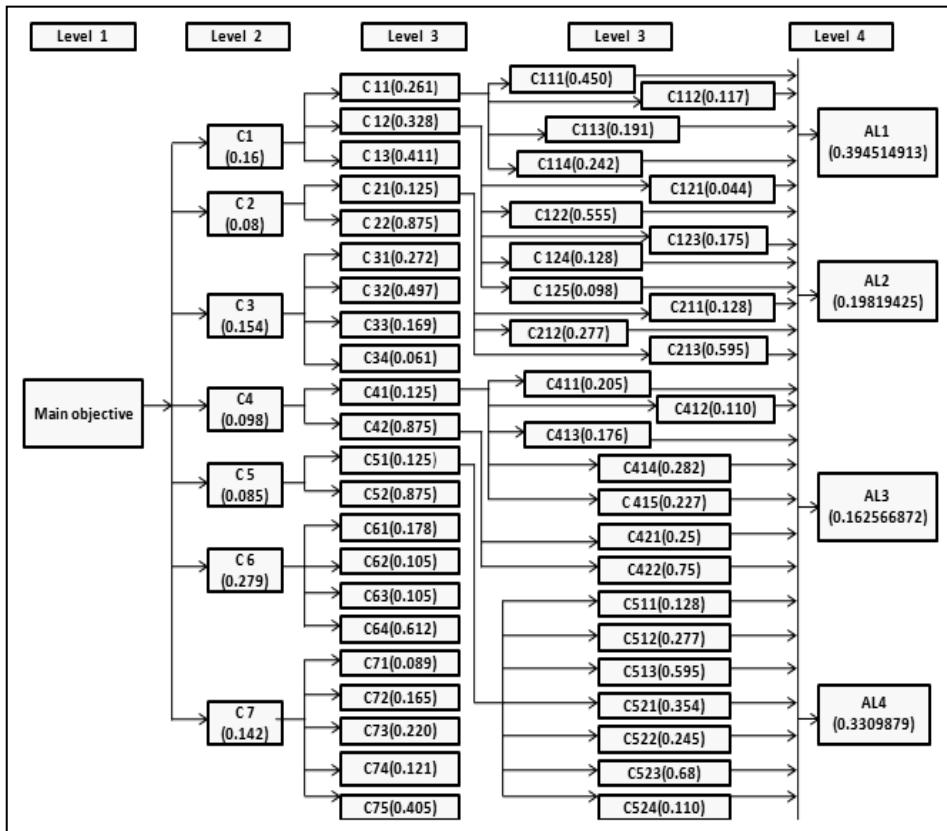 Level 1
Level 2
Level 3
Level 3
Level 4
Main objective
C1
(0.16)
C 2
(0.08)
C 3
(0.154)
C4
(0.098)
C 5
(0.085)
C 6
(0.279)
C 7
(0.142)
C 11(0.261)
C 12(0.328)
C 13(0.411)
C 21(0.125)
C 22(0.875)
C 31(0.272)
C 32(0.497)
C33(0.169)
C34(0.061)
C41(0.125)
C42(0.875)
C51(0.125)
C52(0.875)
C61(0.178)
C62(0.105)
C63(0.105)
C64(0.612)
C71(0.089)
C72(0.165)
C73(0.220)
C74(0.121)
C75(0.405)
C111(0.450)
C112(0.117)
C113(0.191)
C114(0.242)
C121(0.044)
C122(0.555)
C123(0.175)
C 124(0.128)
C 125(0.098)
C211(0.128)
C212(0.277)
C213(0.595)
C411(0.205)
C412(0.110)
C413(0.176)
C414(0.282)
C 415(0.227)
C421(0.25)
C422(0.75)
C511(0.128)
C512(0.277)
C513(0.595)
C521(0.354)
C522(0.245)
C523(0.68)
C524(0.110)
AL1
(0.394514913)
AL2
(0.19819425)
AL3
(0.162566872)
AL4
(0.3309879)